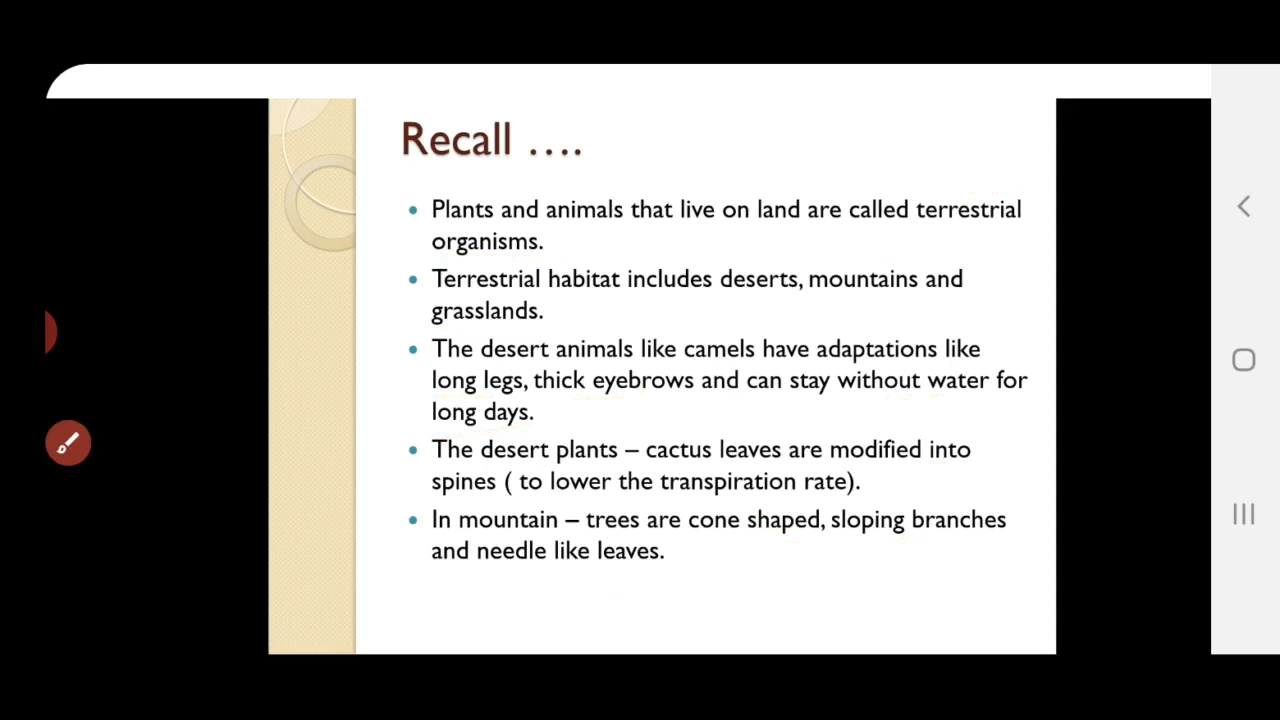 Recall ....
• Plants and animals that live on land are called terrestrial
organisms.
• Terrestrial habitat includes deserts, mountains and
grasslands.
• The desert animals like camels have adaptations like
long legs, thick eyebrows and can stay without water for
long days.
• The desert plants – cactus leaves are modified into
spines ( to lower the transpiration rate).
• In mountain – trees are cone shaped, sloping branches
and needle like leaves.